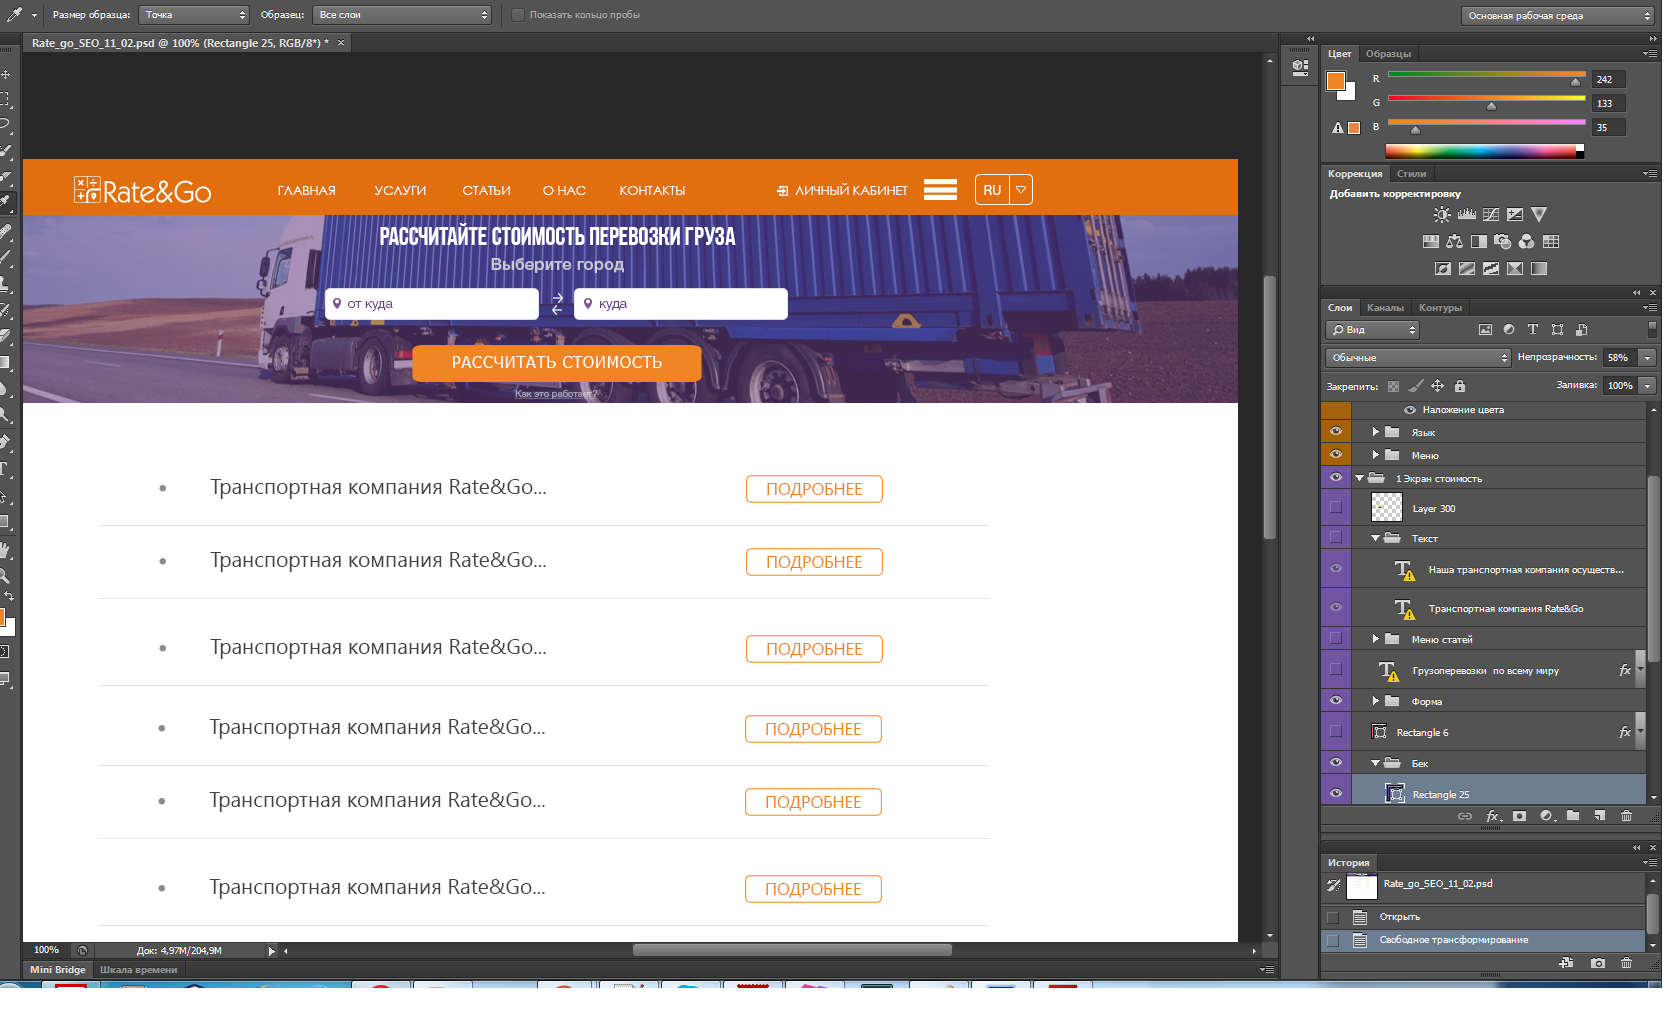 Размер образца: Точка Образец: Все слои Показать кольцо пробы Основная рабочая среда
Rate_go_SEO_11_02.psd @ 100% (Rectangle 25, RGB/8*) * ×
Rate&Go ГЛАВНАЯ УСЛУГИ СТАТЬИ О НАС КОНТАКТЫ ЛИЧНЫЙ КАБИНЕТ RU
РАССЧИТАЙТЕ СТОИМОСТЬ ПЕРЕВОЗКИ ГРУЗА
Выберите город
от куда куда
РАССЧИТАТЬ СТОИМОСТЬ
Как это работает?
• Транспортная компания Rate&Go... ПОДРОБНЕЕ
• Транспортная компания Rate&Go... ПОДРОБНЕЕ
• Транспортная компания Rate&Go... ПОДРОБНЕЕ
• Транспортная компания Rate&Go... ПОДРОБНЕЕ
• Транспортная компания Rate&Go... ПОДРОБНЕЕ
• Транспортная компания Rate&Go... ПОДРОБНЕЕ
100% Док: 4,97M/204,9M
Mini Bridge Шкала времени
Цвет Образцы
R 242
G 133
B 35
Коррекция Стили
Добавить корректировку
Слои Каналы Контуры
Вид
Обычные Непрозрачность: 58%
Закрепить: Заливка: 100%
Наложение цвета
Язык
Меню
1 Экран стоимость
Layer 300
Текст
Наша транспортная компания осуществ...
Транспортная компания Rate&Go
Меню статей
Грузоперевозки по всему миру fx
Форма
Rectangle 6 fx
Бек
Rectangle 25
fx
История
Rate_go_SEO_11_02.psd
Открыть
Свободное трансформирование